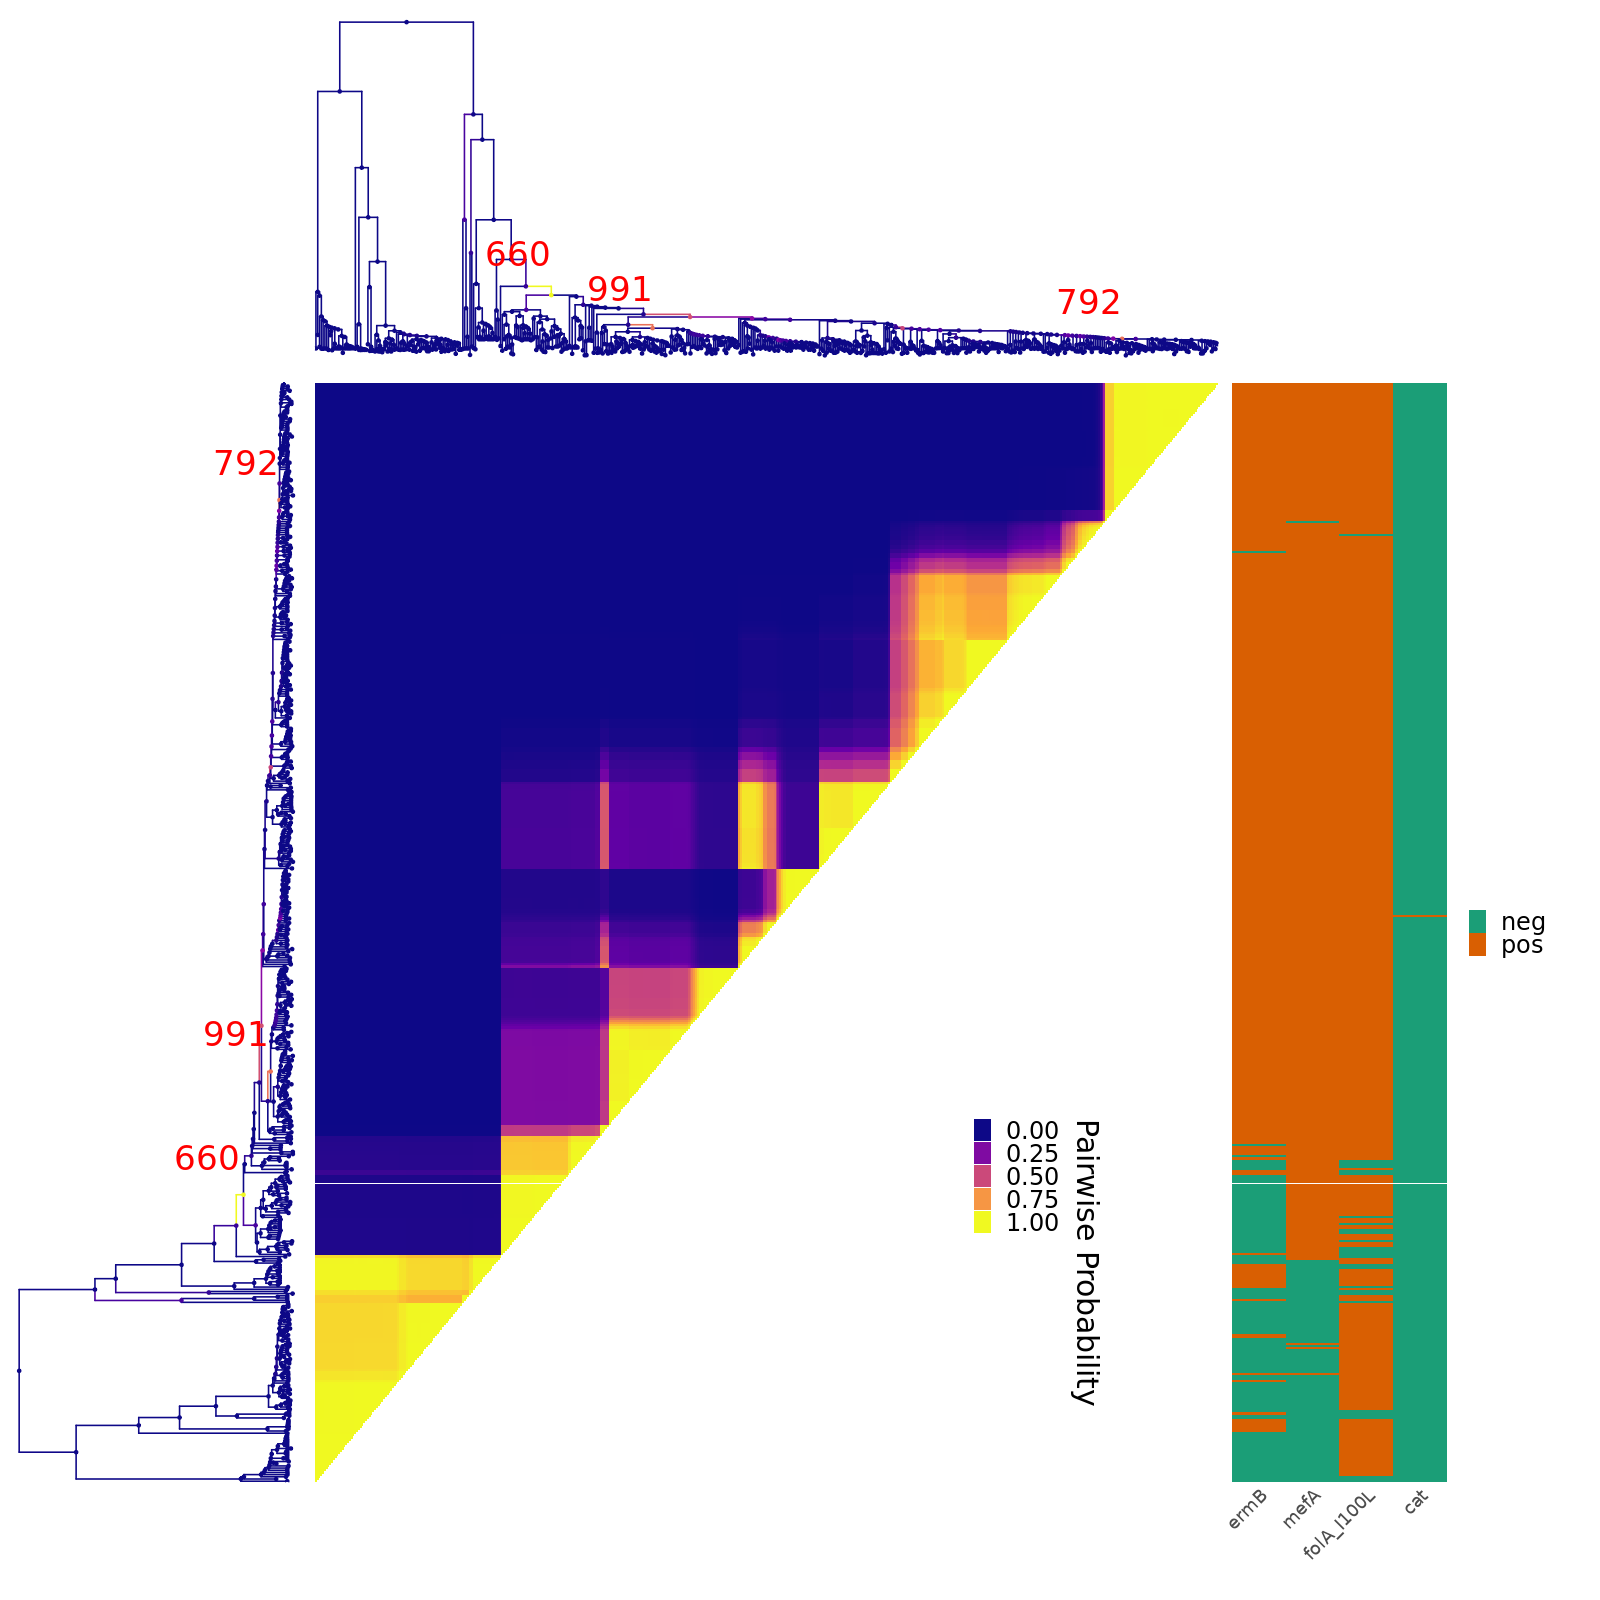 660
991
792
792
991
660
neg
pos
0.00
0.25
0.50
0.75
1.00
Pairwise Probability
ermB
mefA
folA_I100L
cat